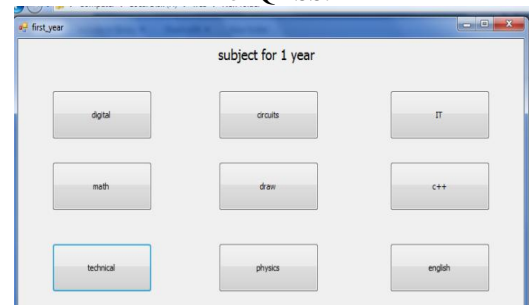 first_year
subject for 1 year
digital
circuits
IT
math
draw
c++
technical
physics
english